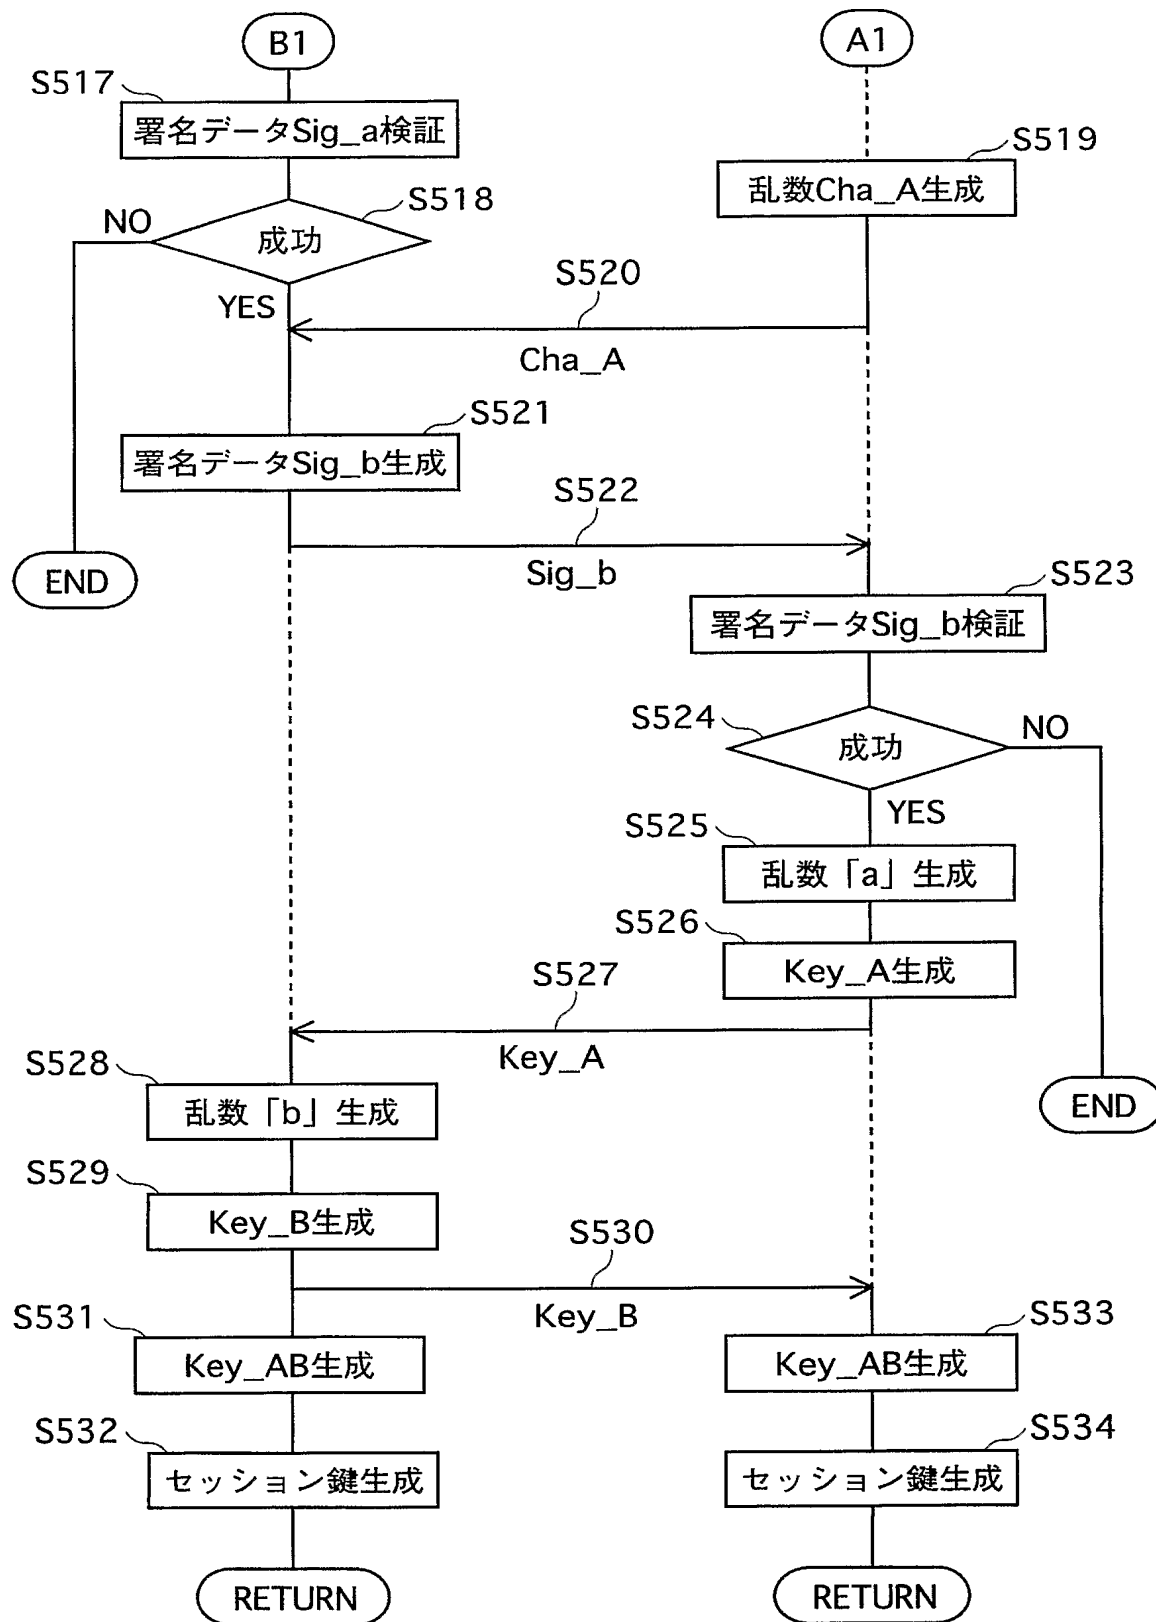 B1
A1
S517
署名データSig_a検証
S519
乱数Cha_A生成
S518
NO
成功
YES
S520
Cha_A
S521
署名データSig_b生成
S522
Sig_b
END
S523
署名データSig_b検証
S524
成功
NO
YES
S525
乱数「a」生成
S526
Key_A生成
S527
Key_A
S528
乱数「b」生成
END
S529
Key_B生成
S530
Key_B
S531
Key_AB生成
S533
Key_AB生成
S532
セッション鍵生成
S534
セッション鍵生成
RETURN
RETURN